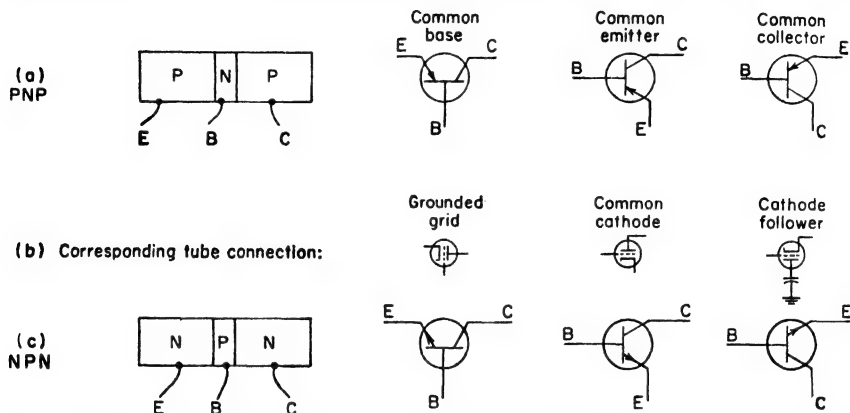 Common base
Common emitter
Common collector
(a)
PNP
P N P
E B C
E C B
B C E
B E C
Grounded grid
Common cathode
Cathode follower
(b) Corresponding tube connection:
(c)
NPN
N P N
E B C
E C B
B C E
B E C